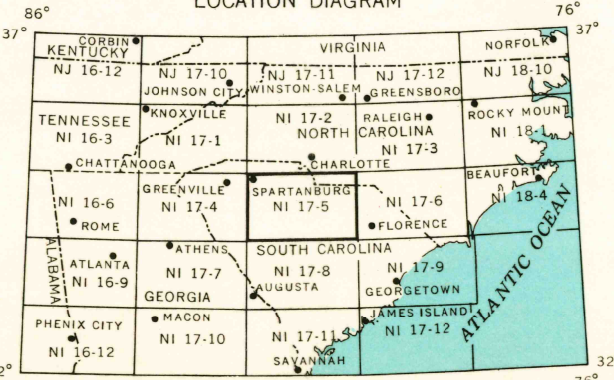 LOCATION DIAGRAM
86°
76°
37°
37°
CORBIN
KENTUCKY
VIRGINIA
NORFOLK
NJ 16-12
NJ 17-10
NJ 17-11
NJ 17-12
NJ 18-10
JOHNSON CITY
WINSTON-SALEM
GREENSBORO
TENNESSEE
NI 16-3
KNOXVILLE
NI 17-1
NI 17-2
NORTH CAROLINA
RALEIGH
NI 17-3
ROCKY MOUNT
NI 18-1
CHATTANOOGA
CHARLOTTE
BEAUFORT
NI 18-4
NI 16-6
ROME
GREENVILLE
NI 17-4
SPARTANBURG
NI 17-5
NI 17-6
FLORENCE
ALABAMA
ATLANTA
NI 16-9
ATHENS
NI 17-7
GEORGIA
SOUTH CAROLINA
NI 17-8
AUGUSTA
NI 17-9
GEORGETOWN
ATLANTIC OCEAN
PHENIX CITY
NI 16-12
MACON
NI 17-10
NI 17-11
SAVANNAH
JAMES ISLAND
NI 17-12
2°
32
76°